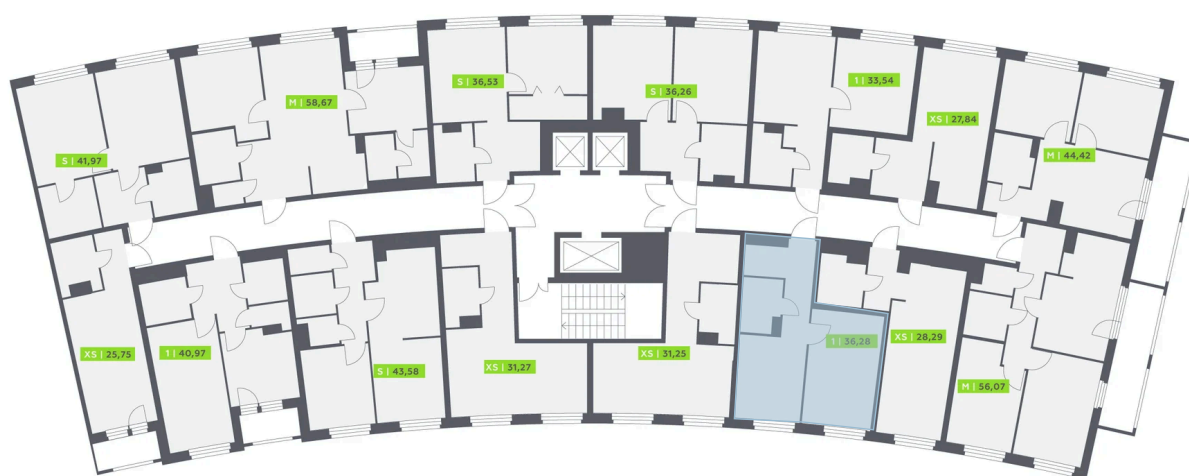 S | 41,97
M | 58,67
S | 36,53
S | 36,26
1 | 33,54
XS | 27,84
M | 44,42
XS | 25,75
1 | 40,97
S | 43,58
XS | 31,27
XS | 31,25
1 | 36,28
XS | 28,29
M | 56,07